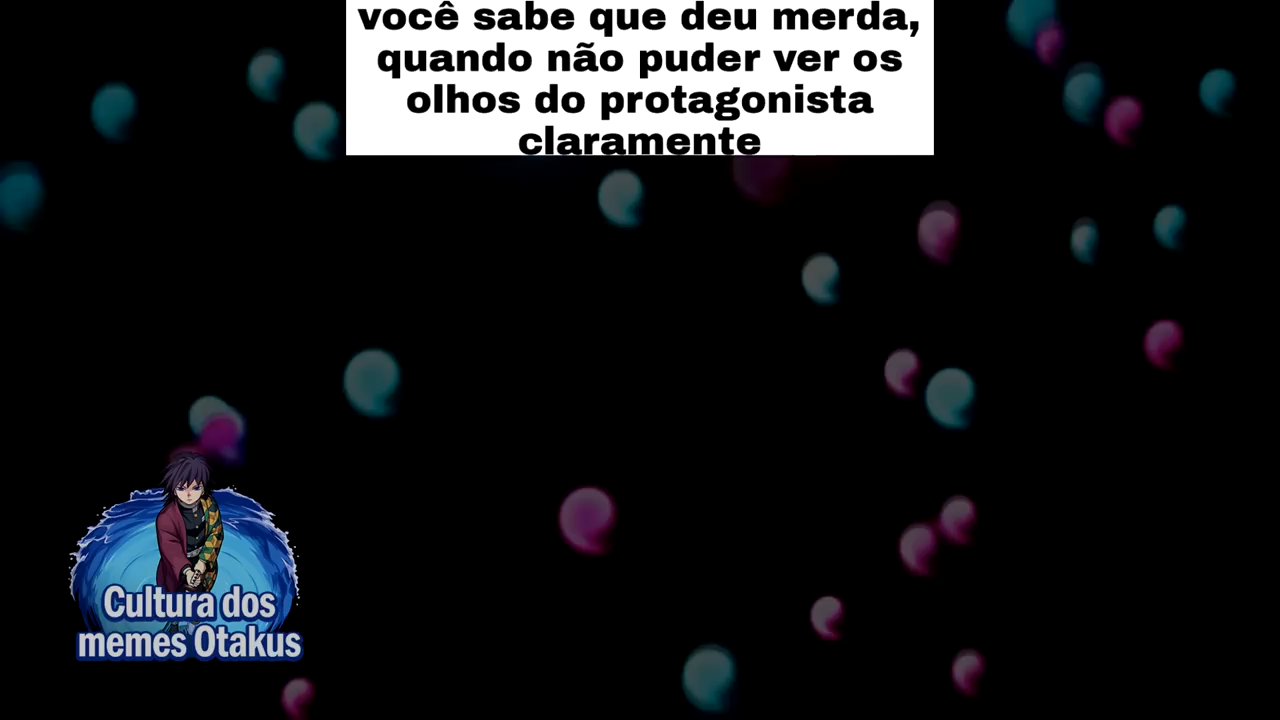 você sabe que deu merda,
quando não puder ver os
olhos do protagonista
claramente
Cultura dos
memes Otakus